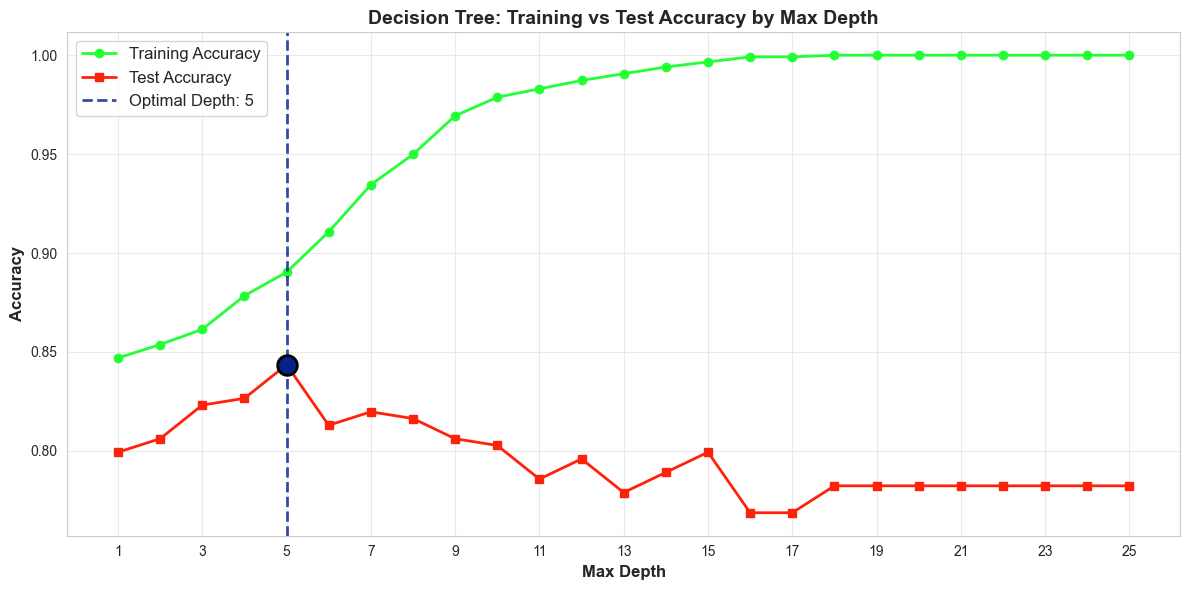 Decision Tree: Training vs Test Accuracy by Max Depth
Training Accuracy
Test Accuracy
Optimal Depth: 5
Accuracy
1.00
0.95
0.90
0.85
0.80
1 3 5 7 9 11 13 15 17 19 21 23 25
Max Depth